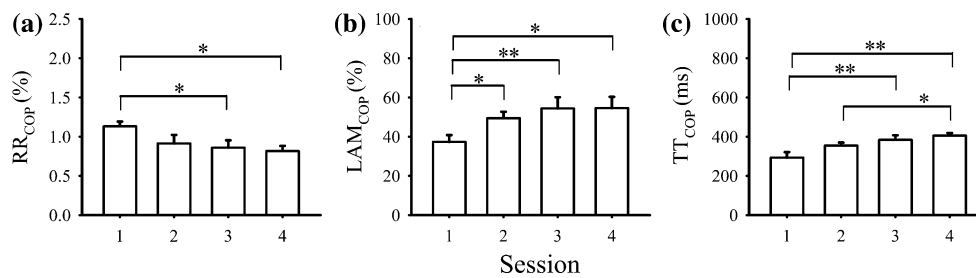 (a)
RR_COP (%)
2.5
2.0
1.5
1.0
0.5
0.0
*
*
1 2 3 4
(b)
LAM_COP (%)
100
80
60
40
20
0
*
**
*
1 2 3 4
Session
(c)
TT_COP (ms)
1000
800
600
400
200
0
**
**
*
1 2 3 4